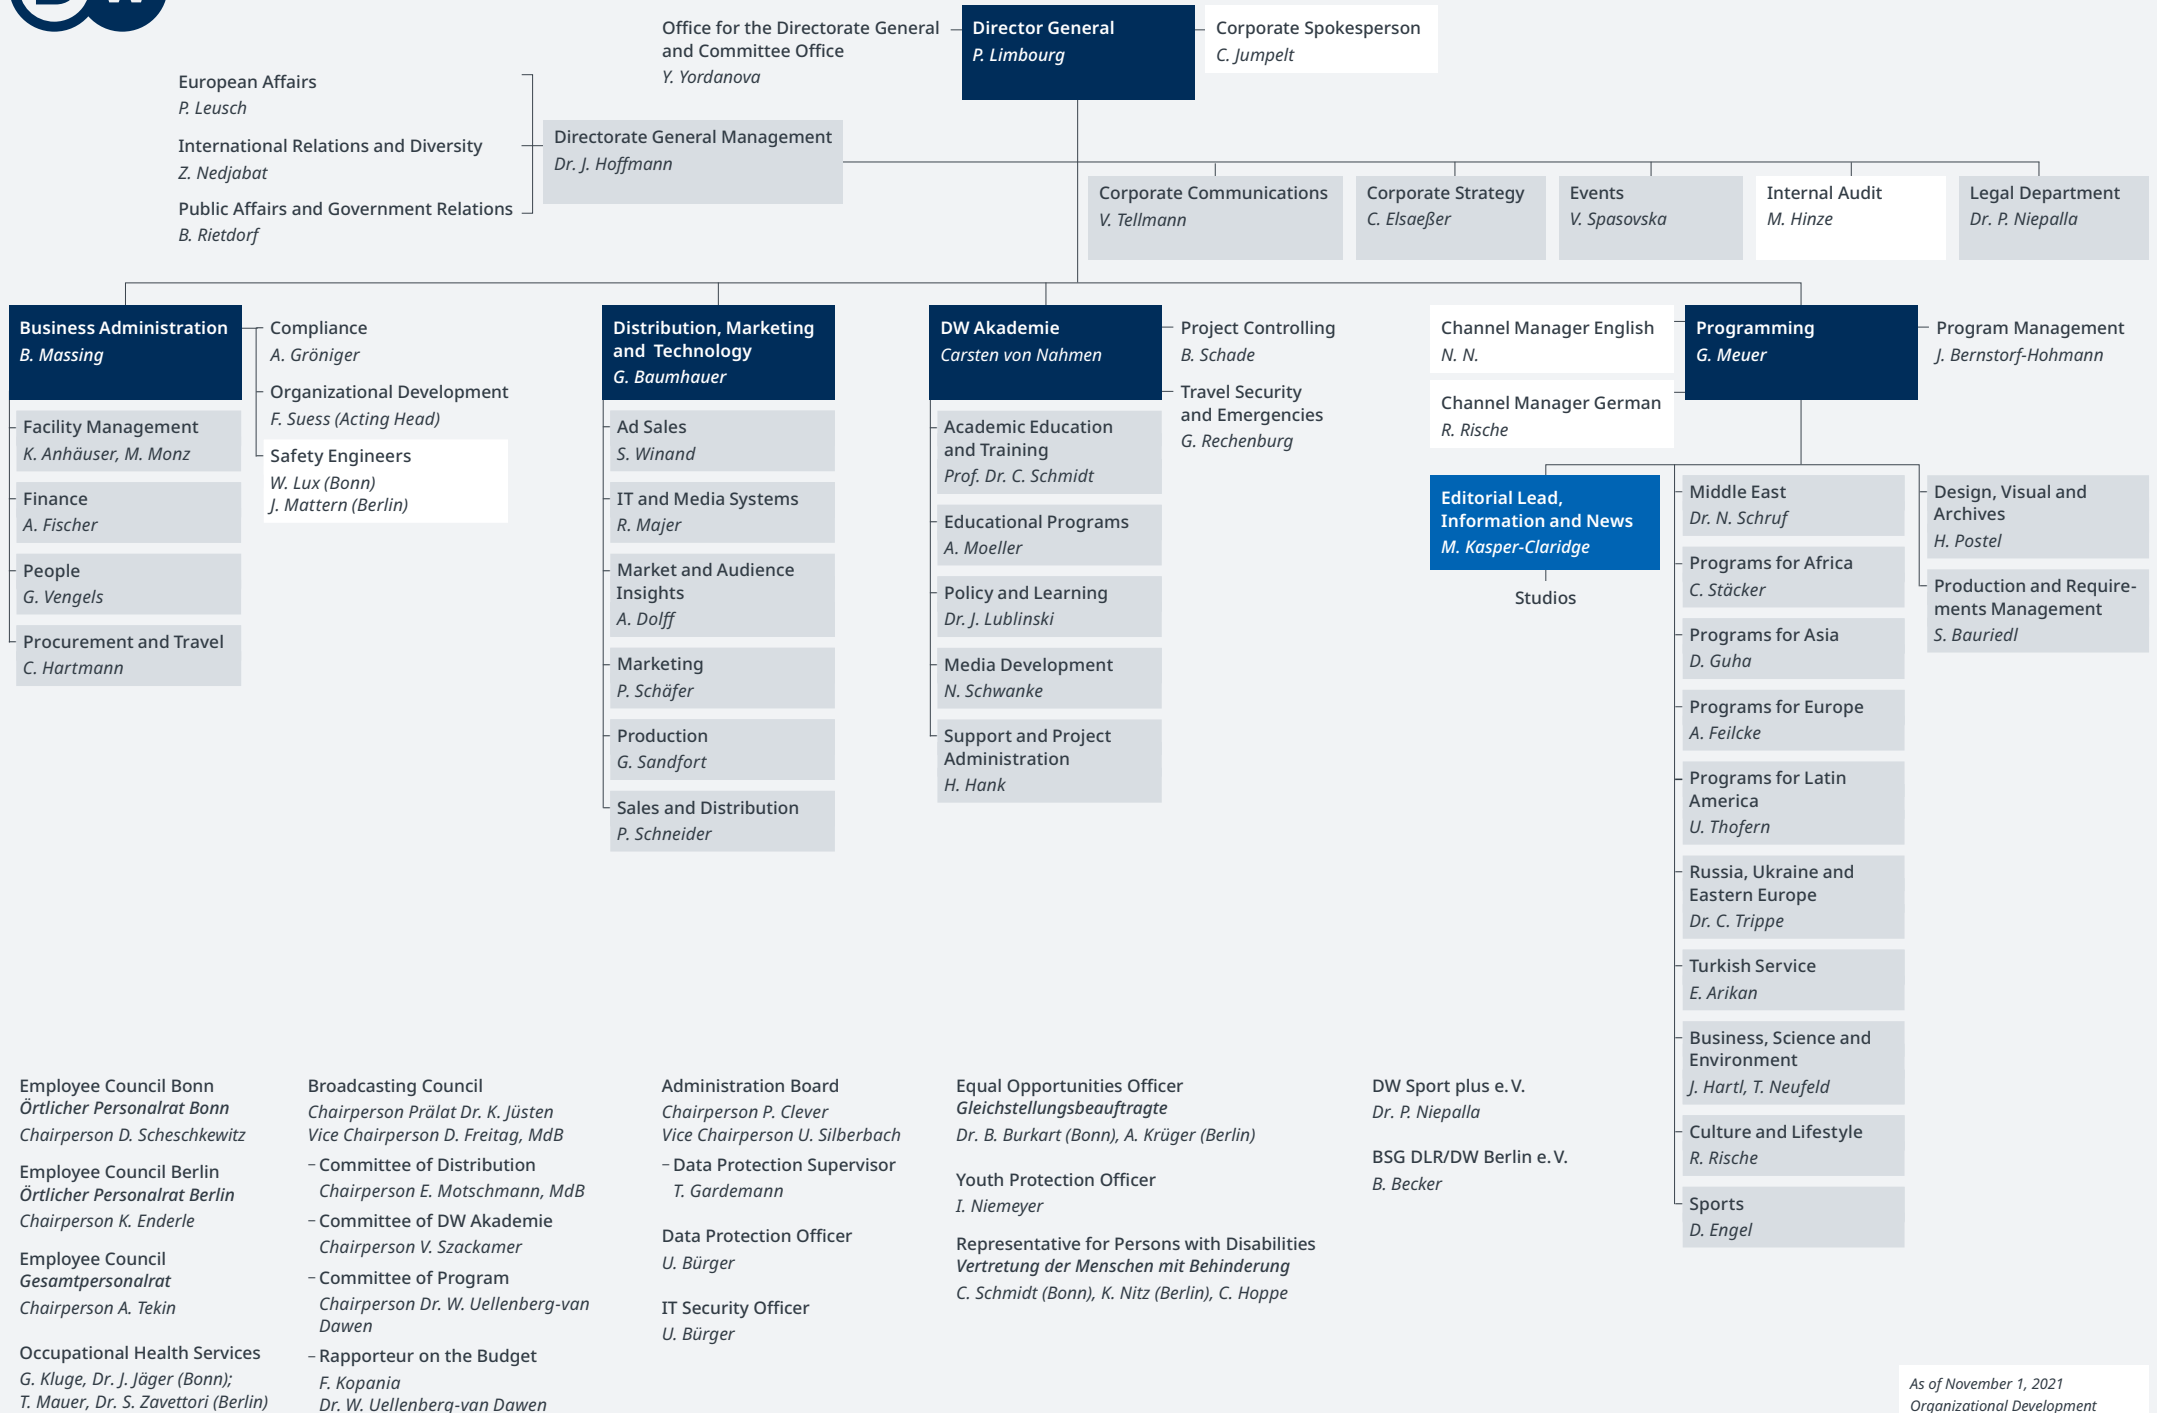 Office for the Directorate General
and Committee Office
Y. Yordanova
Director General
P. Limbourg
Corporate Spokesperson
C. Jumpelt
European Affairs
P. Leusch
International Relations and Diversity
Z. Nedjabat
Public Affairs and Government Relations
B. Rietdorf
Directorate General Management
Dr. J. Hoffmann
Corporate Communications
V. Tellmann
Corporate Strategy
C. Elsaeßer
Events
V. Spasovska
Internal Audit
M. Hinze
Legal Department
Dr. P. Niepalla
Business Administration
B. Massing
Compliance
A. Gröniger
Organizational Development
F. Suess (Acting Head)
Safety Engineers
W. Lux (Bonn)
J. Mattern (Berlin)
Facility Management
K. Anhäuser, M. Monz
Finance
A. Fischer
People
G. Vengels
Procurement and Travel
C. Hartmann
Distribution, Marketing
and Technology
G. Baumhauer
Ad Sales
S. Winand
IT and Media Systems
R. Majer
Market and Audience
Insights
A. Dolff
Marketing
P. Schäfer
Production
G. Sandfort
Sales and Distribution
P. Schneider
DW Akademie
Carsten von Nahmen
Project Controlling
B. Schade
Travel Security
and Emergencies
G. Rechenburg
Academic Education
and Training
Prof. Dr. C. Schmidt
Educational Programs
A. Moeller
Policy and Learning
Dr. J. Lublinski
Media Development
N. Schwanke
Support and Project
Administration
H. Hank
Channel Manager English
N. N.
Channel Manager German
R. Rische
Programming
G. Meuer
Program Management
J. Bernstorf-Hohmann
Editorial Lead,
Information and News
M. Kasper-Claridge
Studios
Middle East
Dr. N. Schruf
Programs for Africa
C. Stäcker
Programs for Asia
D. Guha
Programs for Europe
A. Feilcke
Programs for Latin
America
U. Thofern
Russia, Ukraine and
Eastern Europe
Dr. C. Trippe
Turkish Service
E. Arikan
Business, Science and
Environment
J. Hartl, T. Neufeld
Culture and Lifestyle
R. Rische
Sports
D. Engel
Design, Visual and
Archives
H. Postel
Production and Require-
ments Management
S. Bauriedl
Employee Council Bonn
Örtlicher Personalrat Bonn
Chairperson D. Scheschkewitz
Employee Council Berlin
Örtlicher Personalrat Berlin
Chairperson K. Enderle
Employee Council
Gesamtpersonalrat
Chairperson A. Tekin
Occupational Health Services
G. Kluge, Dr. J. Jäger (Bonn);
T. Mauer, Dr. S. Zavettori (Berlin)
Broadcasting Council
Chairperson Prälat Dr. K. Jüsten
Vice Chairperson D. Freitag, MdB
– Committee of Distribution
Chairperson E. Motschmann, MdB
– Committee of DW Akademie
Chairperson V. Szackamer
– Committee of Program
Chairperson Dr. W. Uellenberg-van
Dawen
– Rapporteur on the Budget
F. Kopania
Dr. W. Uellenberg-van Dawen
Administration Board
Chairperson P. Clever
Vice Chairperson U. Silberbach
– Data Protection Supervisor
T. Gardemann
Data Protection Officer
U. Bürger
IT Security Officer
U. Bürger
Equal Opportunities Officer
Gleichstellungsbeauftragte
Dr. B. Burkart (Bonn), A. Krüger (Berlin)
Youth Protection Officer
I. Niemeyer
Representative for Persons with Disabilities
Vertretung der Menschen mit Behinderung
C. Schmidt (Bonn), K. Nitz (Berlin), C. Hoppe
DW Sport plus e. V.
Dr. P. Niepalla
BSG DLR/DW Berlin e. V.
B. Becker
As of November 1, 2021
Organizational Development